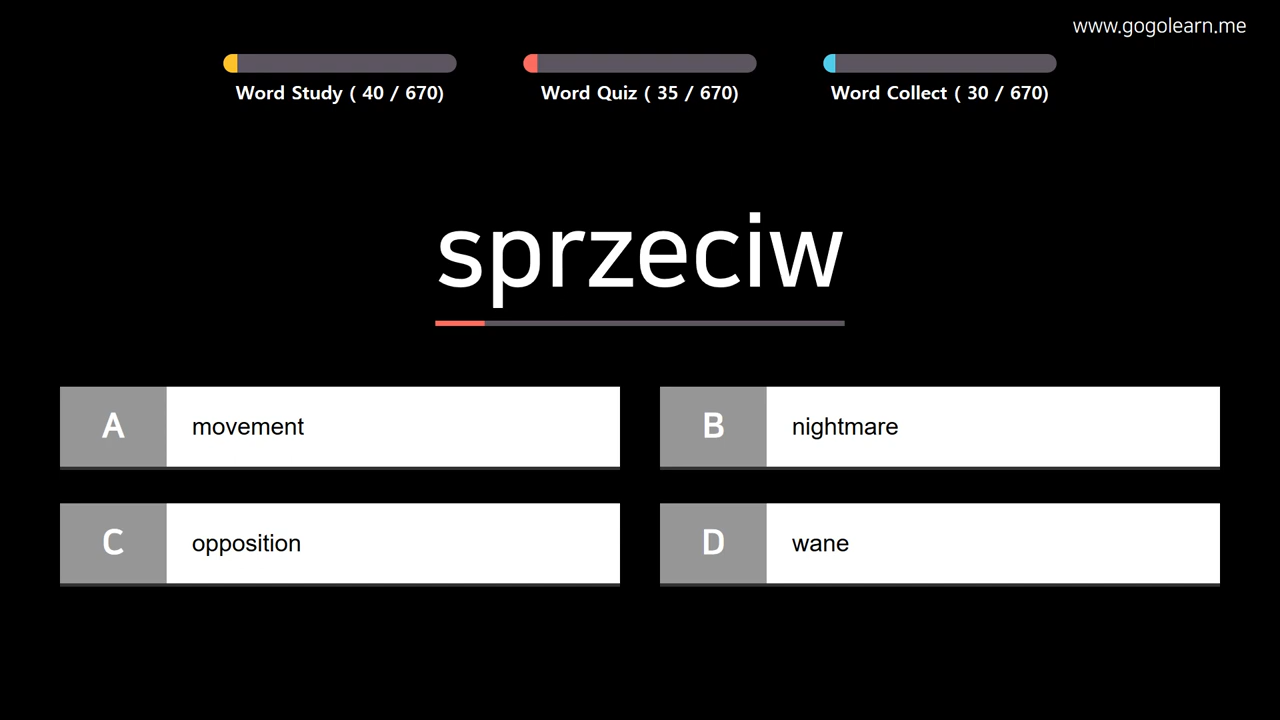 www.gogolearn.me
Word Study ( 40 / 670)
Word Quiz ( 35 / 670)
Word Collect ( 30 / 670)
sprzeciw
A movement
B nightmare
C opposition
D wane